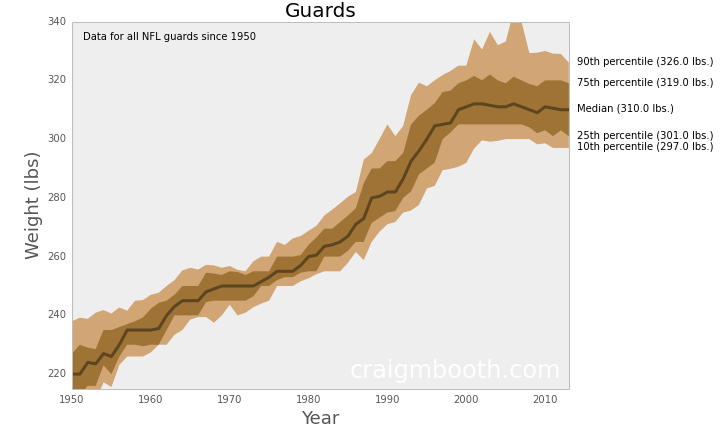 Guards
340
320
300
280
260
240
220
Weight (lbs)
Data for all NFL guards since 1950
90th percentile (326.0 lbs.)
75th percentile (319.0 lbs.)
Median (310.0 lbs.)
25th percentile (301.0 lbs.)
10th percentile (297.0 lbs.)
craigmbooth.com
1950 1960 1970 1980 1990 2000 2010
Year